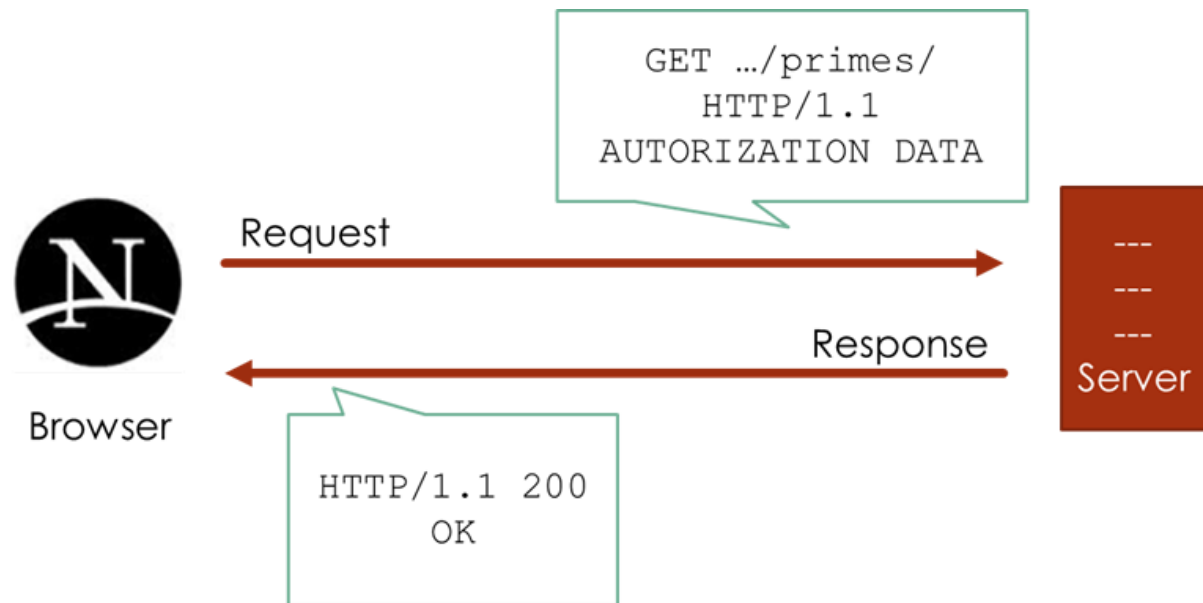 GET …/primes/
HTTP/1.1
AUTORIZATION DATA
Request
N
---
---
---
Server
Response
Browser
HTTP/1.1 200
OK